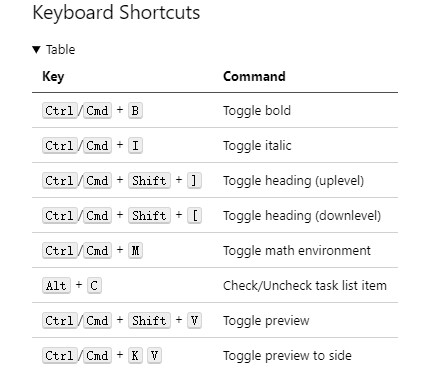 Keyboard Shortcuts
▼ Table
Key Command
Ctrl/Cmd + B Toggle bold
Ctrl/Cmd + I Toggle italic
Ctrl/Cmd + Shift + ] Toggle heading (uplevel)
Ctrl/Cmd + Shift + [ Toggle heading (downlevel)
Ctrl/Cmd + M Toggle math environment
Alt + C Check/Uncheck task list item
Ctrl/Cmd + Shift + V Toggle preview
Ctrl/Cmd + K V Toggle preview to side